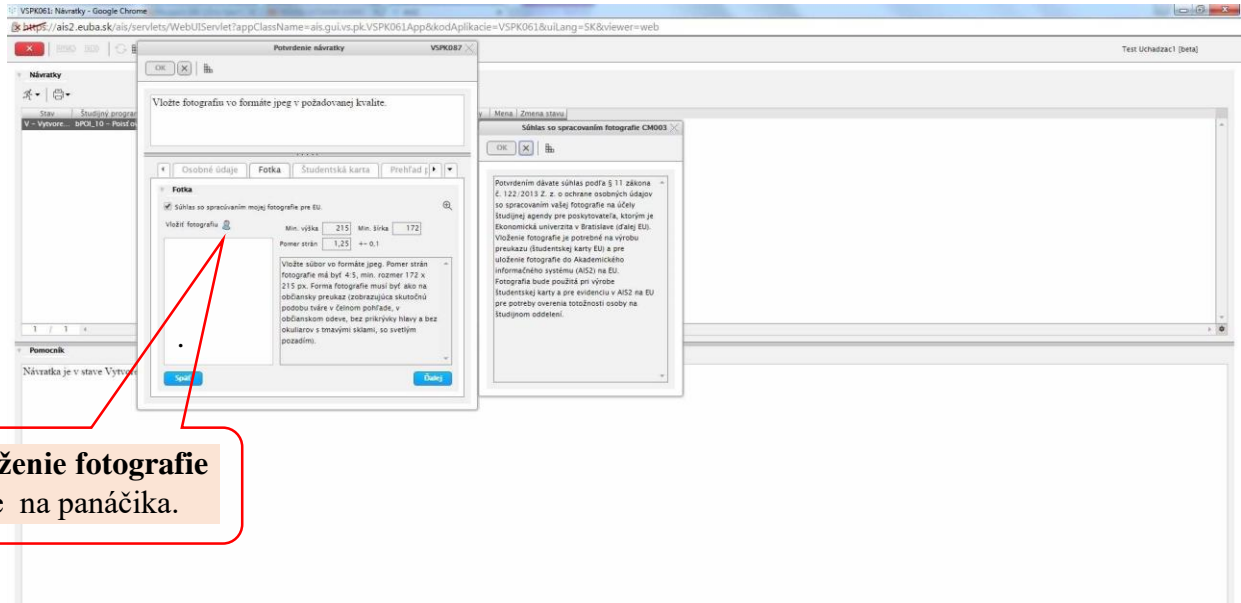 VSPK061: Návratky - Google Chrome
https://ais2.euba.sk/ais/servlets/WebUIServlet?appClassName=ais.gui.vs.pk.VSPK061App&kodAplikacie=VSPK061&uiLang=SK&viewer=web
Test Uchadzac1 [beta]
Návratky
Stav Študijný program
y Mena Zmena stavu
V - Vytvore... bPOI_10 - Poisťov
1 / 1
Pomocník
Návratka je v stave Vytvore
Potvrdenie návratky VSPK087
OK
Vložte fotografiu vo formáte jpeg v požadovanej kvalite.
Osobné údaje Fotka Študentská karta Prehľad p
Fotka
Súhlas so spracúvaním mojej fotografie pre EU.
Vložiť fotografiu
Min. výška 215 Min. šírka 172
Pomer strán 1,25 +- 0,1
Vložte súbor vo formáte jpeg. Pomer strán
fotografie má byť 4:5, min. rozmer 172 x
215 px. Forma fotografie musí byť ako na
občiansky preukaz (zobrazujúca skutočnú
podobu tváre v čelnom pohľade, v
občianskom odeve, bez prikrývky hlavy a bez
okuliarov s tmavými sklami, so svetlým
pozadím).
Späť
Ďalej
Súhlas so spracovaním fotografie CM003
OK
Potvrdením dávate súhlas podľa § 11 zákona
č. 122/2013 Z. z. o ochrane osobných údajov
so spracovaním vašej fotografie na účely
študijnej agendy pre poskytovateľa, ktorým je
Ekonomická univerzita v Bratislave (ďalej EU).
Vloženie fotografie je potrebné na výrobu
preukazu (študentskej karty EU) a pre
uloženie fotografie do Akademického
informačného systému (AIS2) na EU.
Fotografia bude použitá pri výrobe
študentskej karty a pre evidenciu v AIS2 na EU
pre potreby overenia totožnosti osoby na
študijnom oddelení.
ženie fotografie
e na panáčika.